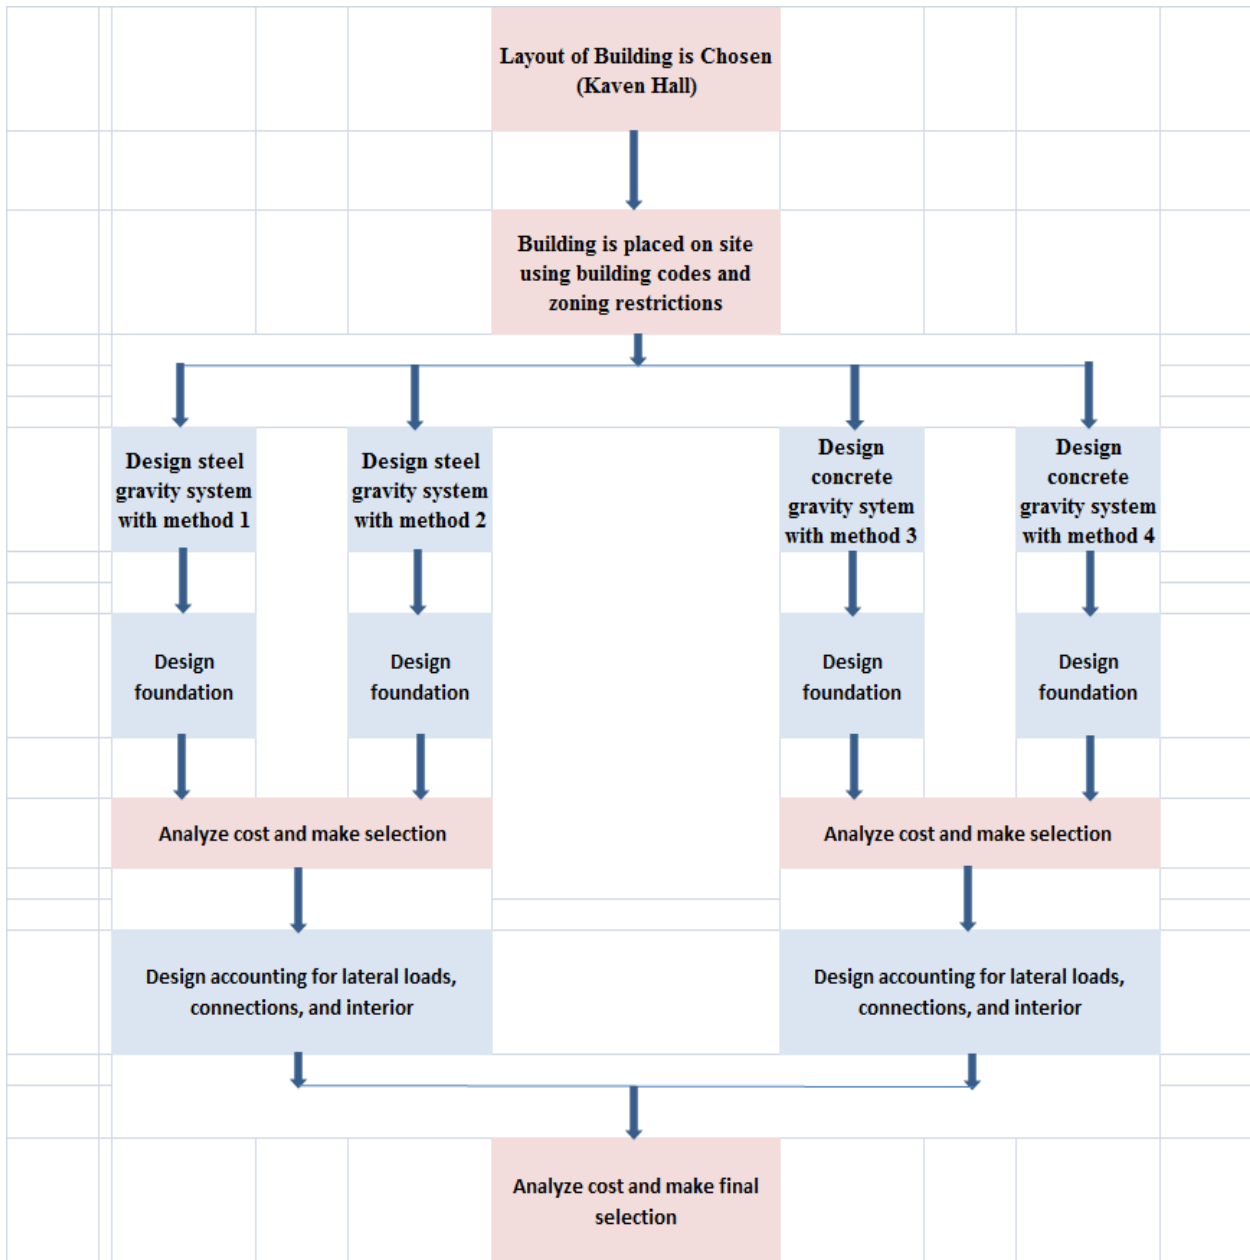 Layout of Building is Chosen
(Kaven Hall)
Building is placed on site
using building codes and
zoning restrictions
Design steel
gravity system
with method 1
Design steel
gravity system
with method 2
Design
concrete
gravity sytem
with method 3
Design
concrete
gravity system
with method 4
Design
foundation
Design
foundation
Design
foundation
Design
foundation
Analyze cost and make selection
Analyze cost and make selection
Design accounting for lateral loads,
connections, and interior
Design accounting for lateral loads,
connections, and interior
Analyze cost and make final
selection